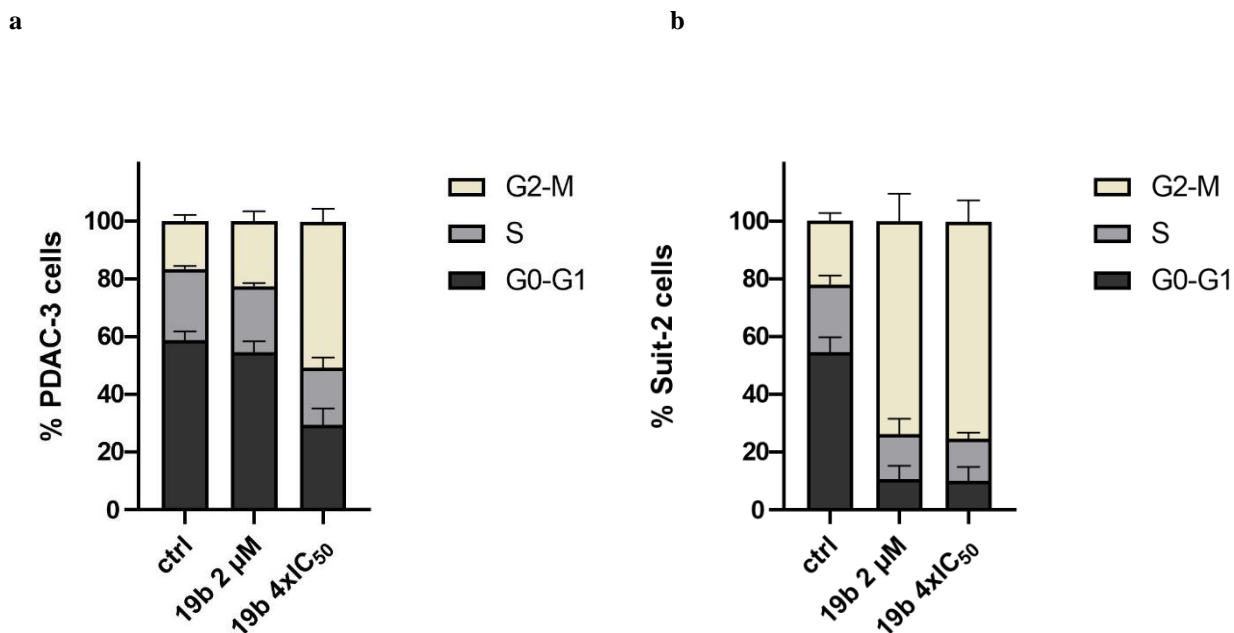 a
b
% PDAC-3 cells
100
80
60
40
20
0
ctrl
19b 2 µM
19b 4xIC₅₀
G2-M
S
G0-G1
% Suit-2 cells
100
80
60
40
20
0
ctrl
19b 2 µM
19b 4xIC₅₀
G2-M
S
G0-G1